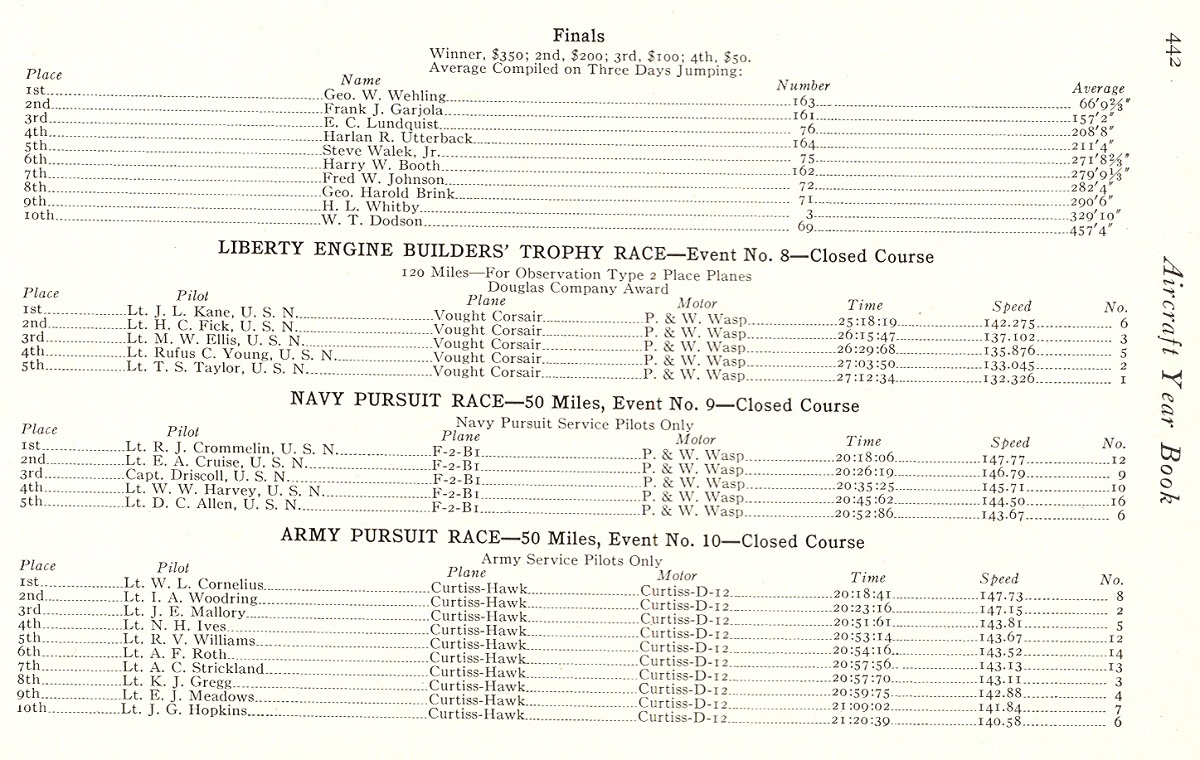 442
Aircraft Year Book
Finals
Winner, $350; 2nd, $200; 3rd, $100; 4th, $50.
Average Compiled on Three Days Jumping:
Place Name Number Average
1st Geo. W. Wehling 163 66′9⅔″
2nd Frank J. Garjola 161 157′2″
3rd E. C. Lundquist 76 208′8″
4th Harlan R. Utterback 164 211′4″
5th Steve Walek, Jr. 75 271′8⅔″
6th Harry W. Booth 162 279′9⅓″
7th Fred W. Johnson 72 282′4″
8th Geo. Harold Brink 71 290′6″
9th H. L. Whitby 3 329′10″
10th W. T. Dodson 69 457′4″
LIBERTY ENGINE BUILDERS' TROPHY RACE—Event No. 8—Closed Course
120 Miles—For Observation Type 2 Place Planes
Douglas Company Award
Place Pilot Plane Motor Time Speed No.
1st Lt. J. L. Kane, U. S. N. Vought Corsair P. & W. Wasp 25:18:19 142.275 6
2nd Lt. H. C. Fick, U. S. N. Vought Corsair P. & W. Wasp 26:15:47 137.102 3
3rd Lt. M. W. Ellis, U. S. N. Vought Corsair P. & W. Wasp 26:29:68 135.876 5
4th Lt. Rufus C. Young, U. S. N. Vought Corsair P. & W. Wasp 27:03:50 133.045 2
5th Lt. T. S. Taylor, U. S. N. Vought Corsair P. & W. Wasp 27:12:34 132.326 1
NAVY PURSUIT RACE—50 Miles, Event No. 9—Closed Course
Navy Pursuit Service Pilots Only
Place Pilot Plane Motor Time Speed No.
1st Lt. R. J. Crommelin, U. S. N. F-2-B1 P. & W. Wasp 20:18:06 147.77 12
2nd Lt. E. A. Cruise, U. S. N. F-2-B1 P. & W. Wasp 20:26:19 146.79 9
3rd Capt. Driscoll, U. S. N. F-2-B1 P. & W. Wasp 20:35:25 145.71 10
4th Lt. W. W. Harvey, U. S. N. F-2-B1 P. & W. Wasp 20:45:62 144.50 16
5th Lt. D. C. Allen, U. S. N. F-2-B1 P. & W. Wasp 20:52:86 143.67 6
ARMY PURSUIT RACE—50 Miles, Event No. 10—Closed Course
Army Service Pilots Only
Place Pilot Plane Motor Time Speed No.
1st Lt. W. L. Cornelius Curtiss-Hawk Curtiss-D-12 20:18:41 147.73 8
2nd Lt. I. A. Woodring Curtiss-Hawk Curtiss-D-12 20:23:16 147.15 2
3rd Lt. J. E. Mallory Curtiss-Hawk Curtiss-D-12 20:51:61 143.81 5
4th Lt. N. H. Ives Curtiss-Hawk Curtiss-D-12 20:53:14 143.67 12
5th Lt. R. V. Williams Curtiss-Hawk Curtiss-D-12 20:54:16 143.52 14
6th Lt. A. F. Roth Curtiss-Hawk Curtiss-D-12 20:57:56 143.13 13
7th Lt. A. C. Strickland Curtiss-Hawk Curtiss-D-12 20:57:70 143.11 3
8th Lt. K. J. Gregg Curtiss-Hawk Curtiss-D-12 20:59:75 142.88 4
9th Lt. E. J. Meadows Curtiss-Hawk Curtiss-D-12 21:09:02 141.84 7
10th Lt. J. G. Hopkins Curtiss-Hawk Curtiss-D-12 21:20:39 140.58 6